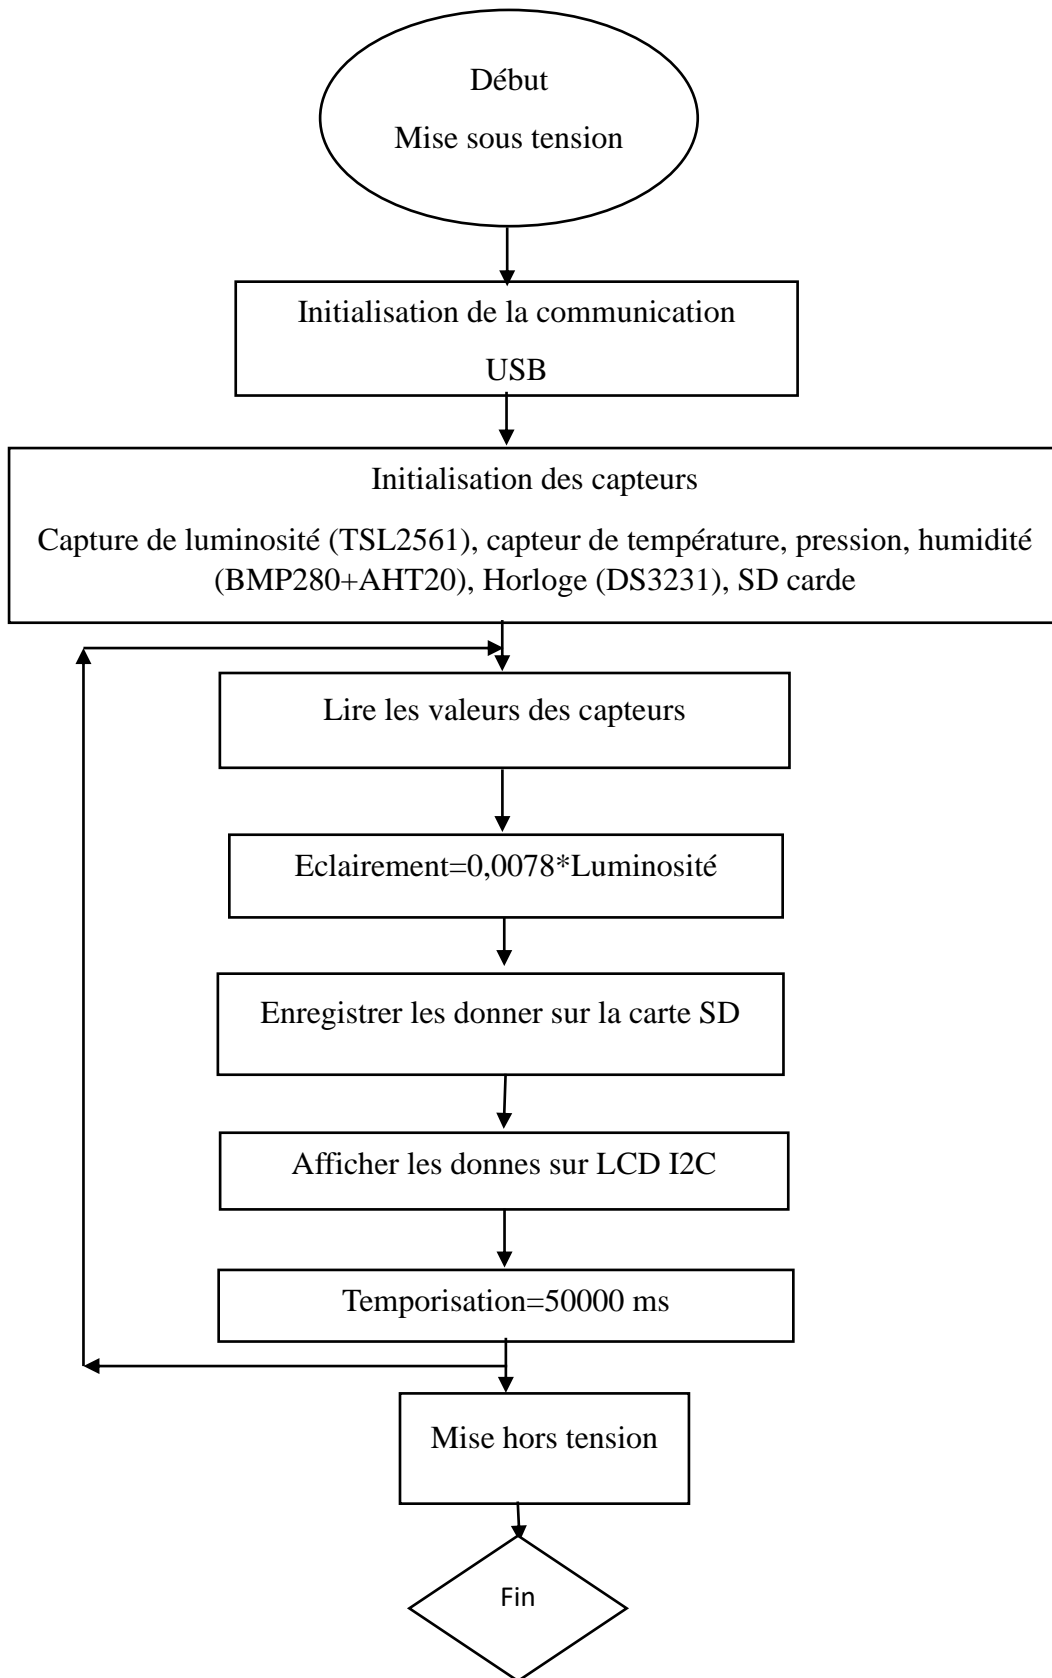 Début
Mise sous tension
Initialisation de la communication
USB
Initialisation des capteurs
Capture de luminosité (TSL2561), capteur de température, pression, humidité
(BMP280+AHT20), Horloge (DS3231), SD carde
Lire les valeurs des capteurs
Eclairement=0,0078*Luminosité
Enregistrer les donner sur la carte SD
Afficher les donnes sur LCD I2C
Temporisation=50000 ms
Mise hors tension
Fin